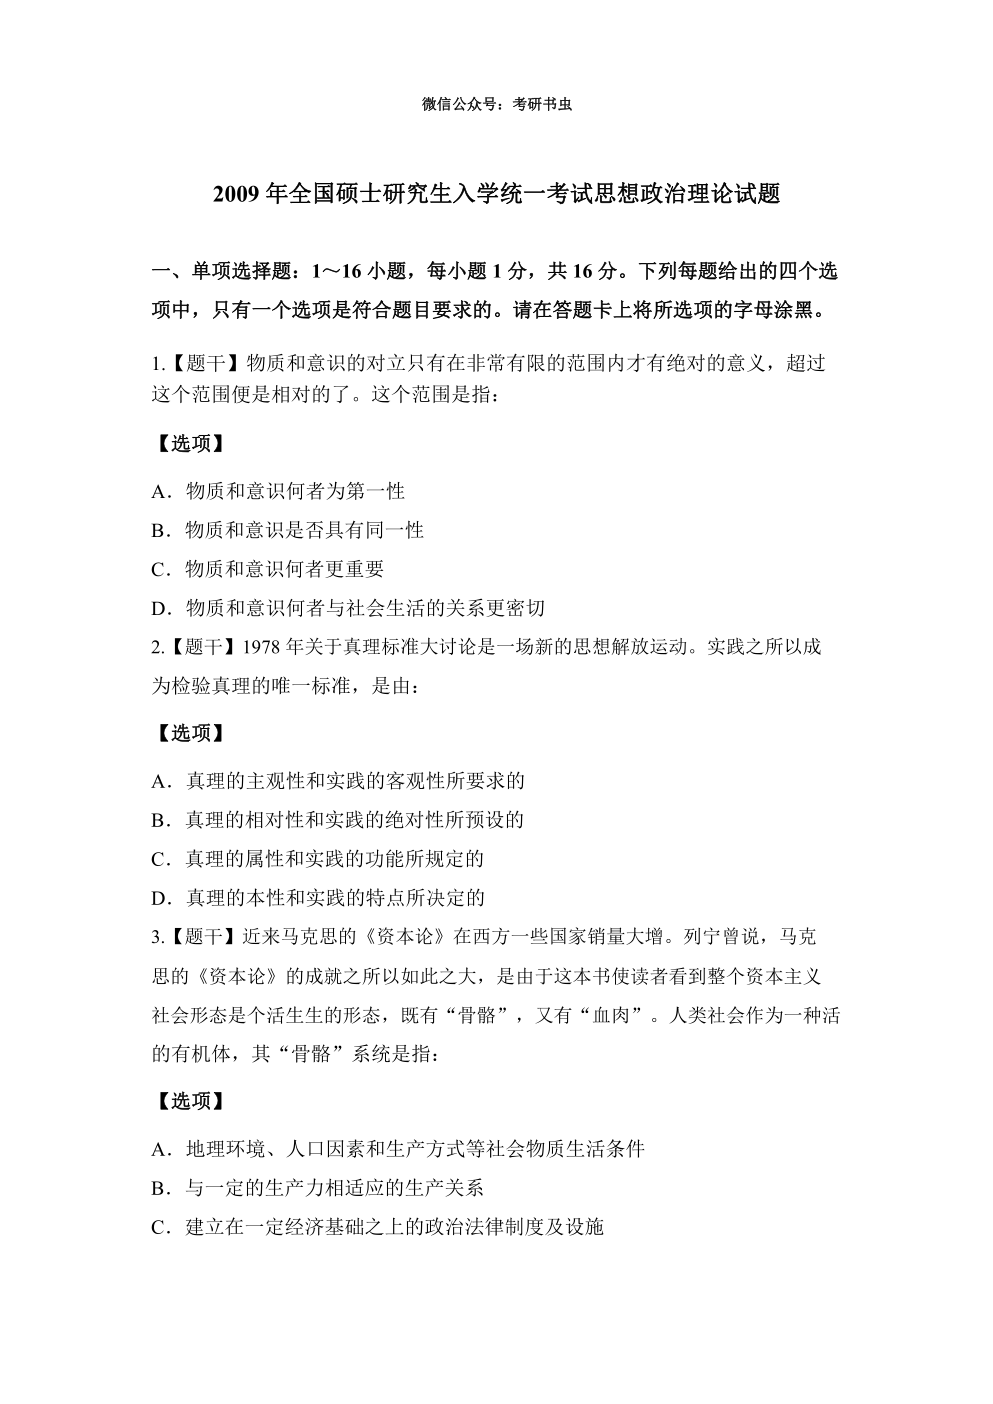 微信公众号：考研书虫
2009 年全国硕士研究生入学统一考试思想政治理论试题
一、单项选择题：1～16 小题，每小题 1 分，共 16 分。下列每题给出的四个选
项中，只有一个选项是符合题目要求的。请在答题卡上将所选项的字母涂黑。
1.【题干】物质和意识的对立只有在非常有限的范围内才有绝对的意义，超过
这个范围便是相对的了。这个范围是指：
【选项】
A．物质和意识何者为第一性
B．物质和意识是否具有同一性
C．物质和意识何者更重要
D．物质和意识何者与社会生活的关系更密切
2.【题干】1978 年关于真理标准大讨论是一场新的思想解放运动。实践之所以成
为检验真理的唯一标准，是由：
【选项】
A．真理的主观性和实践的客观性所要求的
B．真理的相对性和实践的绝对性所预设的
C．真理的属性和实践的功能所规定的
D．真理的本性和实践的特点所决定的
3.【题干】近来马克思的《资本论》在西方一些国家销量大增。列宁曾说，马克
思的《资本论》的成就之所以如此之大，是由于这本书使读者看到整个资本主义
社会形态是个活生生的形态，既有“骨骼”，又有“血肉”。人类社会作为一种活
的有机体，其“骨骼”系统是指：
【选项】
A．地理环境、人口因素和生产方式等社会物质生活条件
B．与一定的生产力相适应的生产关系
C．建立在一定经济基础之上的政治法律制度及设施